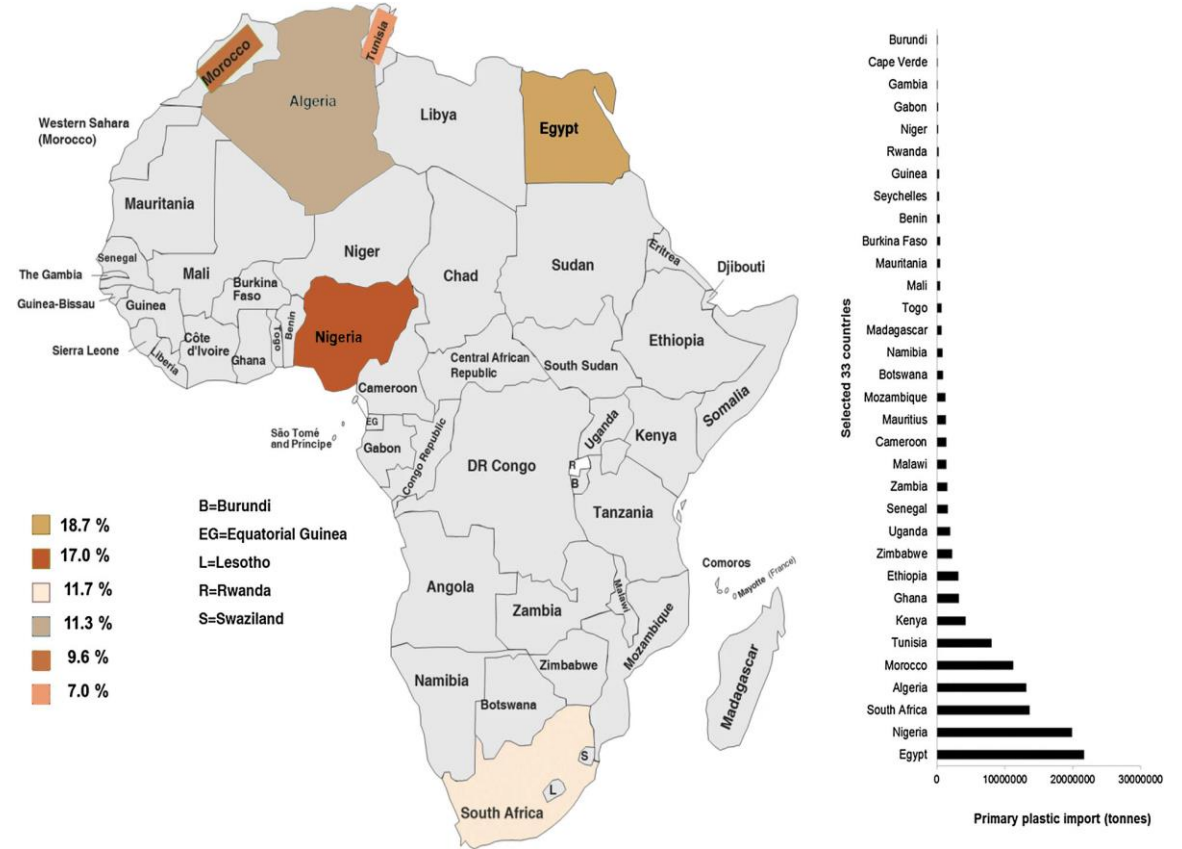 Morocco
Tunisia
Algeria
Libya
Egypt
Western Sahara
(Morocco)
Mauritania
Niger
Mali
Chad
Sudan
Eritrea
Djibouti
Senegal
The Gambia
Guinea-Bissau
Guinea
Burkina
Faso
Benin
Togo
Nigeria
Côte
d'Ivoire
Ghana
Sierra Leone
Liberia
Central African
Republic
South Sudan
Ethiopia
Somalia
Cameroon
EG
São Tomé
and Príncipe
Gabon
Congo Republic
DR Congo
Uganda
Kenya
R
B
Tanzania
Comoros
Mayotte (France)
Angola
Zambia
Malawi
Mozambique
Zimbabwe
Namibia
Botswana
Madagascar
S
L
South Africa
18.7 %
17.0 %
11.7 %
11.3 %
9.6 %
7.0 %
B=Burundi
EG=Equatorial Guinea
L=Lesotho
R=Rwanda
S=Swaziland
Selected 33 countries
Burundi
Cape Verde
Gambia
Gabon
Niger
Rwanda
Guinea
Seychelles
Benin
Burkina Faso
Mauritania
Mali
Togo
Madagascar
Namibia
Botswana
Mozambique
Mauritius
Cameroon
Malawi
Zambia
Senegal
Uganda
Zimbabwe
Ethiopia
Ghana
Kenya
Tunisia
Morocco
Algeria
South Africa
Nigeria
Egypt
0 10000000 20000000 30000000
Primary plastic import (tonnes)